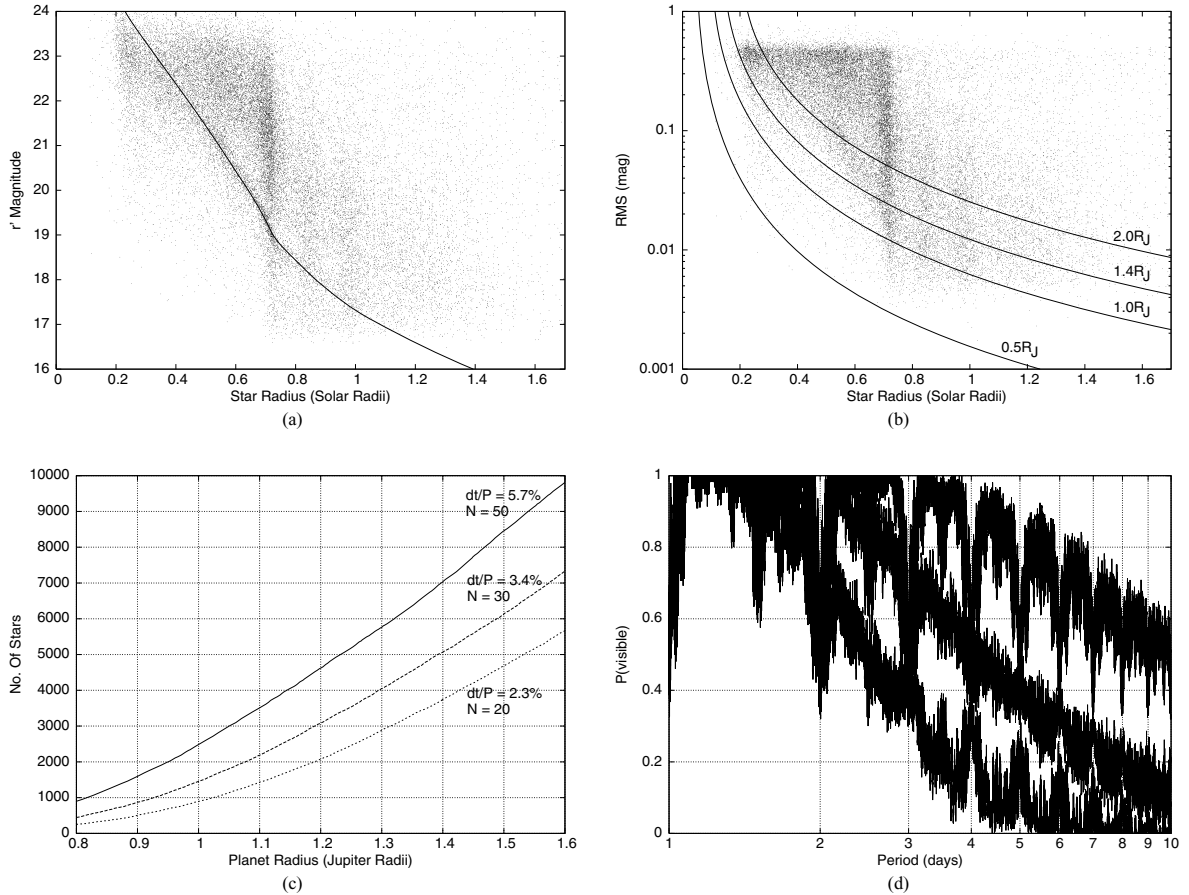 24
23
22
21
20
19
18
17
16
r' Magnitude
0 0.2 0.4 0.6 0.8 1 1.2 1.4 1.6
Star Radius (Solar Radii)
(a)
1
0.1
0.01
0.001
RMS (mag)
2.0RJ
1.4RJ
1.0RJ
0.5RJ
0 0.2 0.4 0.6 0.8 1 1.2 1.4 1.6
Star Radius (Solar Radii)
(b)
10000
9000
8000
7000
6000
5000
4000
3000
2000
1000
0
No. Of Stars
dt/P = 5.7%
N = 50
dt/P = 3.4%
N = 30
dt/P = 2.3%
N = 20
0.8 0.9 1 1.1 1.2 1.3 1.4 1.5 1.6
Planet Radius (Jupiter Radii)
(c)
1
0.8
0.6
0.4
0.2
0
P(visible)
1 2 3 4 5 6 7 8 9 10
Period (days)
(d)